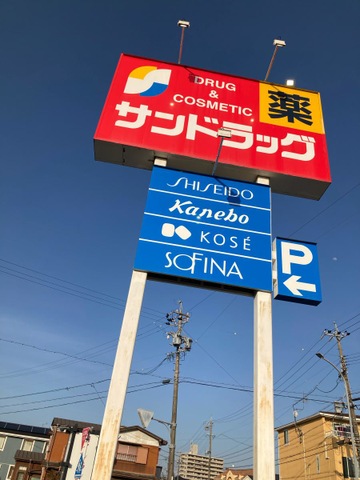 DRUG
&
COSMETIC
薬
サンドラッグ
SHISEIDO
Kanebo
KOSÉ
SOFINA
P